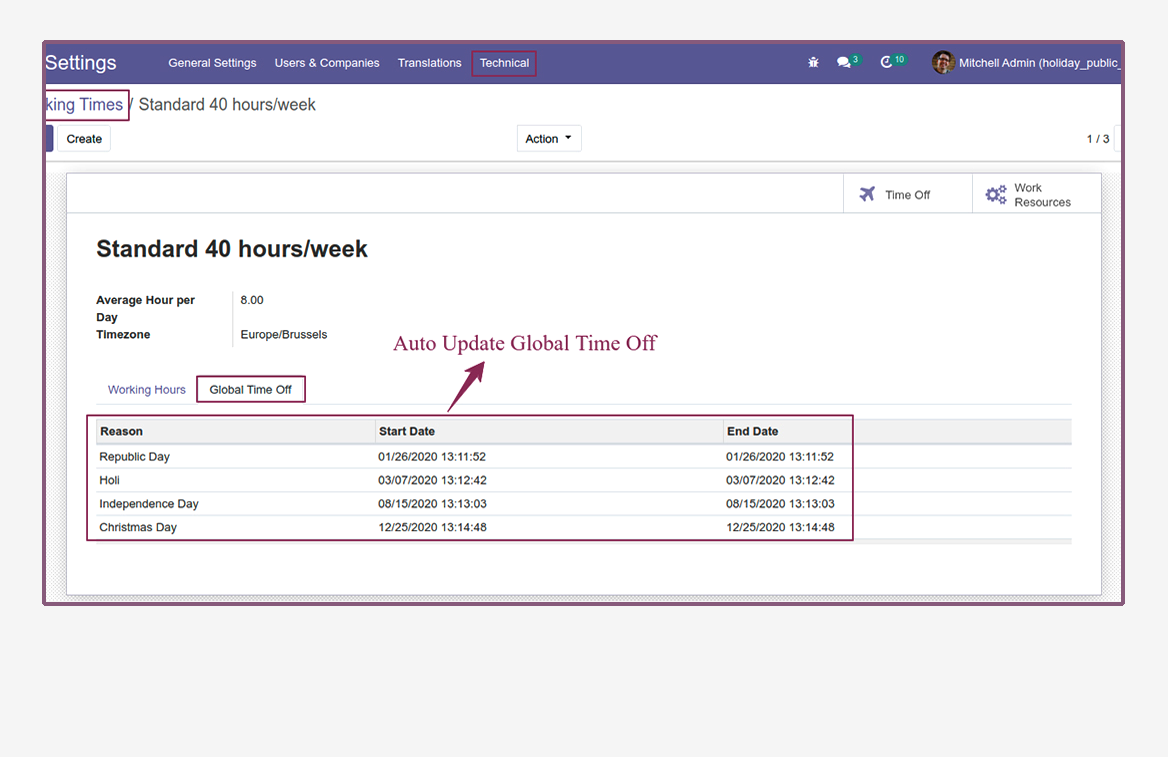 Settings General Settings Users & Companies Translations Technical 3 10 Mitchell Admin (holiday_public_
king Times / Standard 40 hours/week
Create Action 1 / 3
Time Off Work
Resources
Standard 40 hours/week
Average Hour per 8.00
Day
Timezone Europe/Brussels
Auto Update Global Time Off
Working Hours Global Time Off
Reason Start Date End Date
Republic Day 01/26/2020 13:11:52 01/26/2020 13:11:52
Holi 03/07/2020 13:12:42 03/07/2020 13:12:42
Independence Day 08/15/2020 13:13:03 08/15/2020 13:13:03
Christmas Day 12/25/2020 13:14:48 12/25/2020 13:14:48